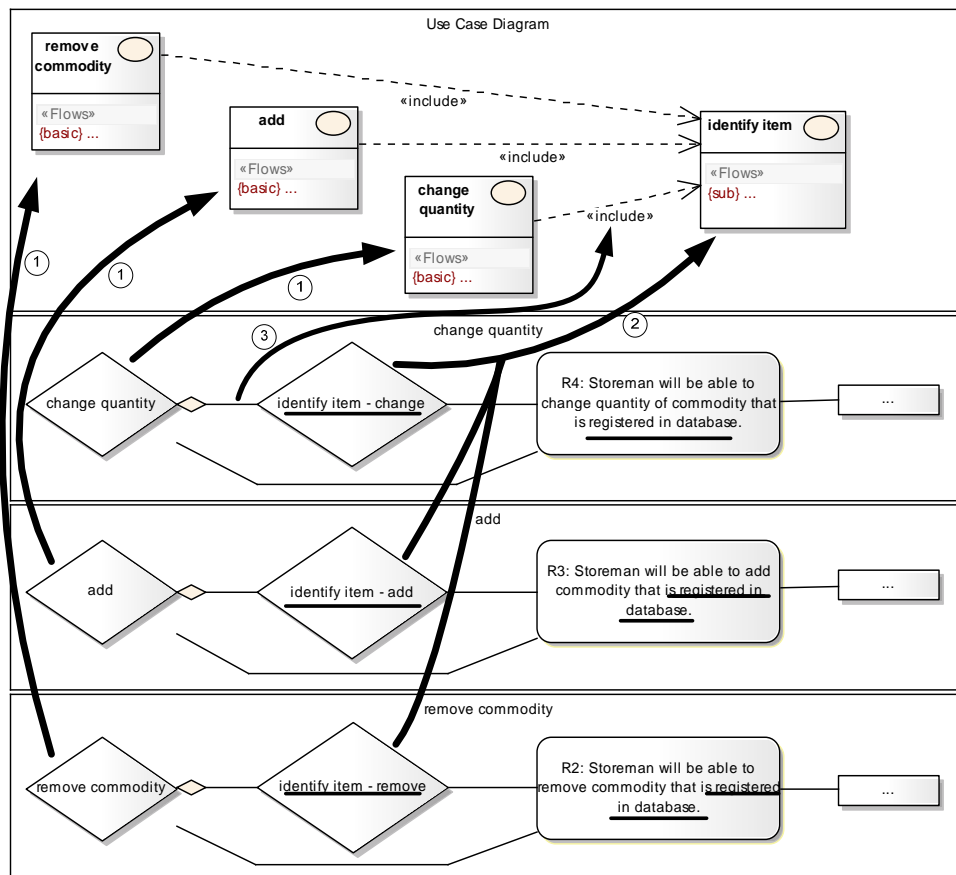 Use Case Diagram
remove
commodity
«Flows»
{basic} ...
«include»
add
«Flows»
{basic} ...
«include»
identify item
«Flows»
{sub} ...
change
quantity
«Flows»
{basic} ...
«include»
1
1
1
3
2
change quantity
change quantity
identify item - change
R4: Storeman will be able to
change quantity of commodity that
is registered in database.
...
add
add
identify item - add
R3: Storeman will be able to add
commodity that is registered in
database.
...
remove commodity
remove commodity
identify item - remove
R2: Storeman will be able to
remove commodity that is registered
in database.
...